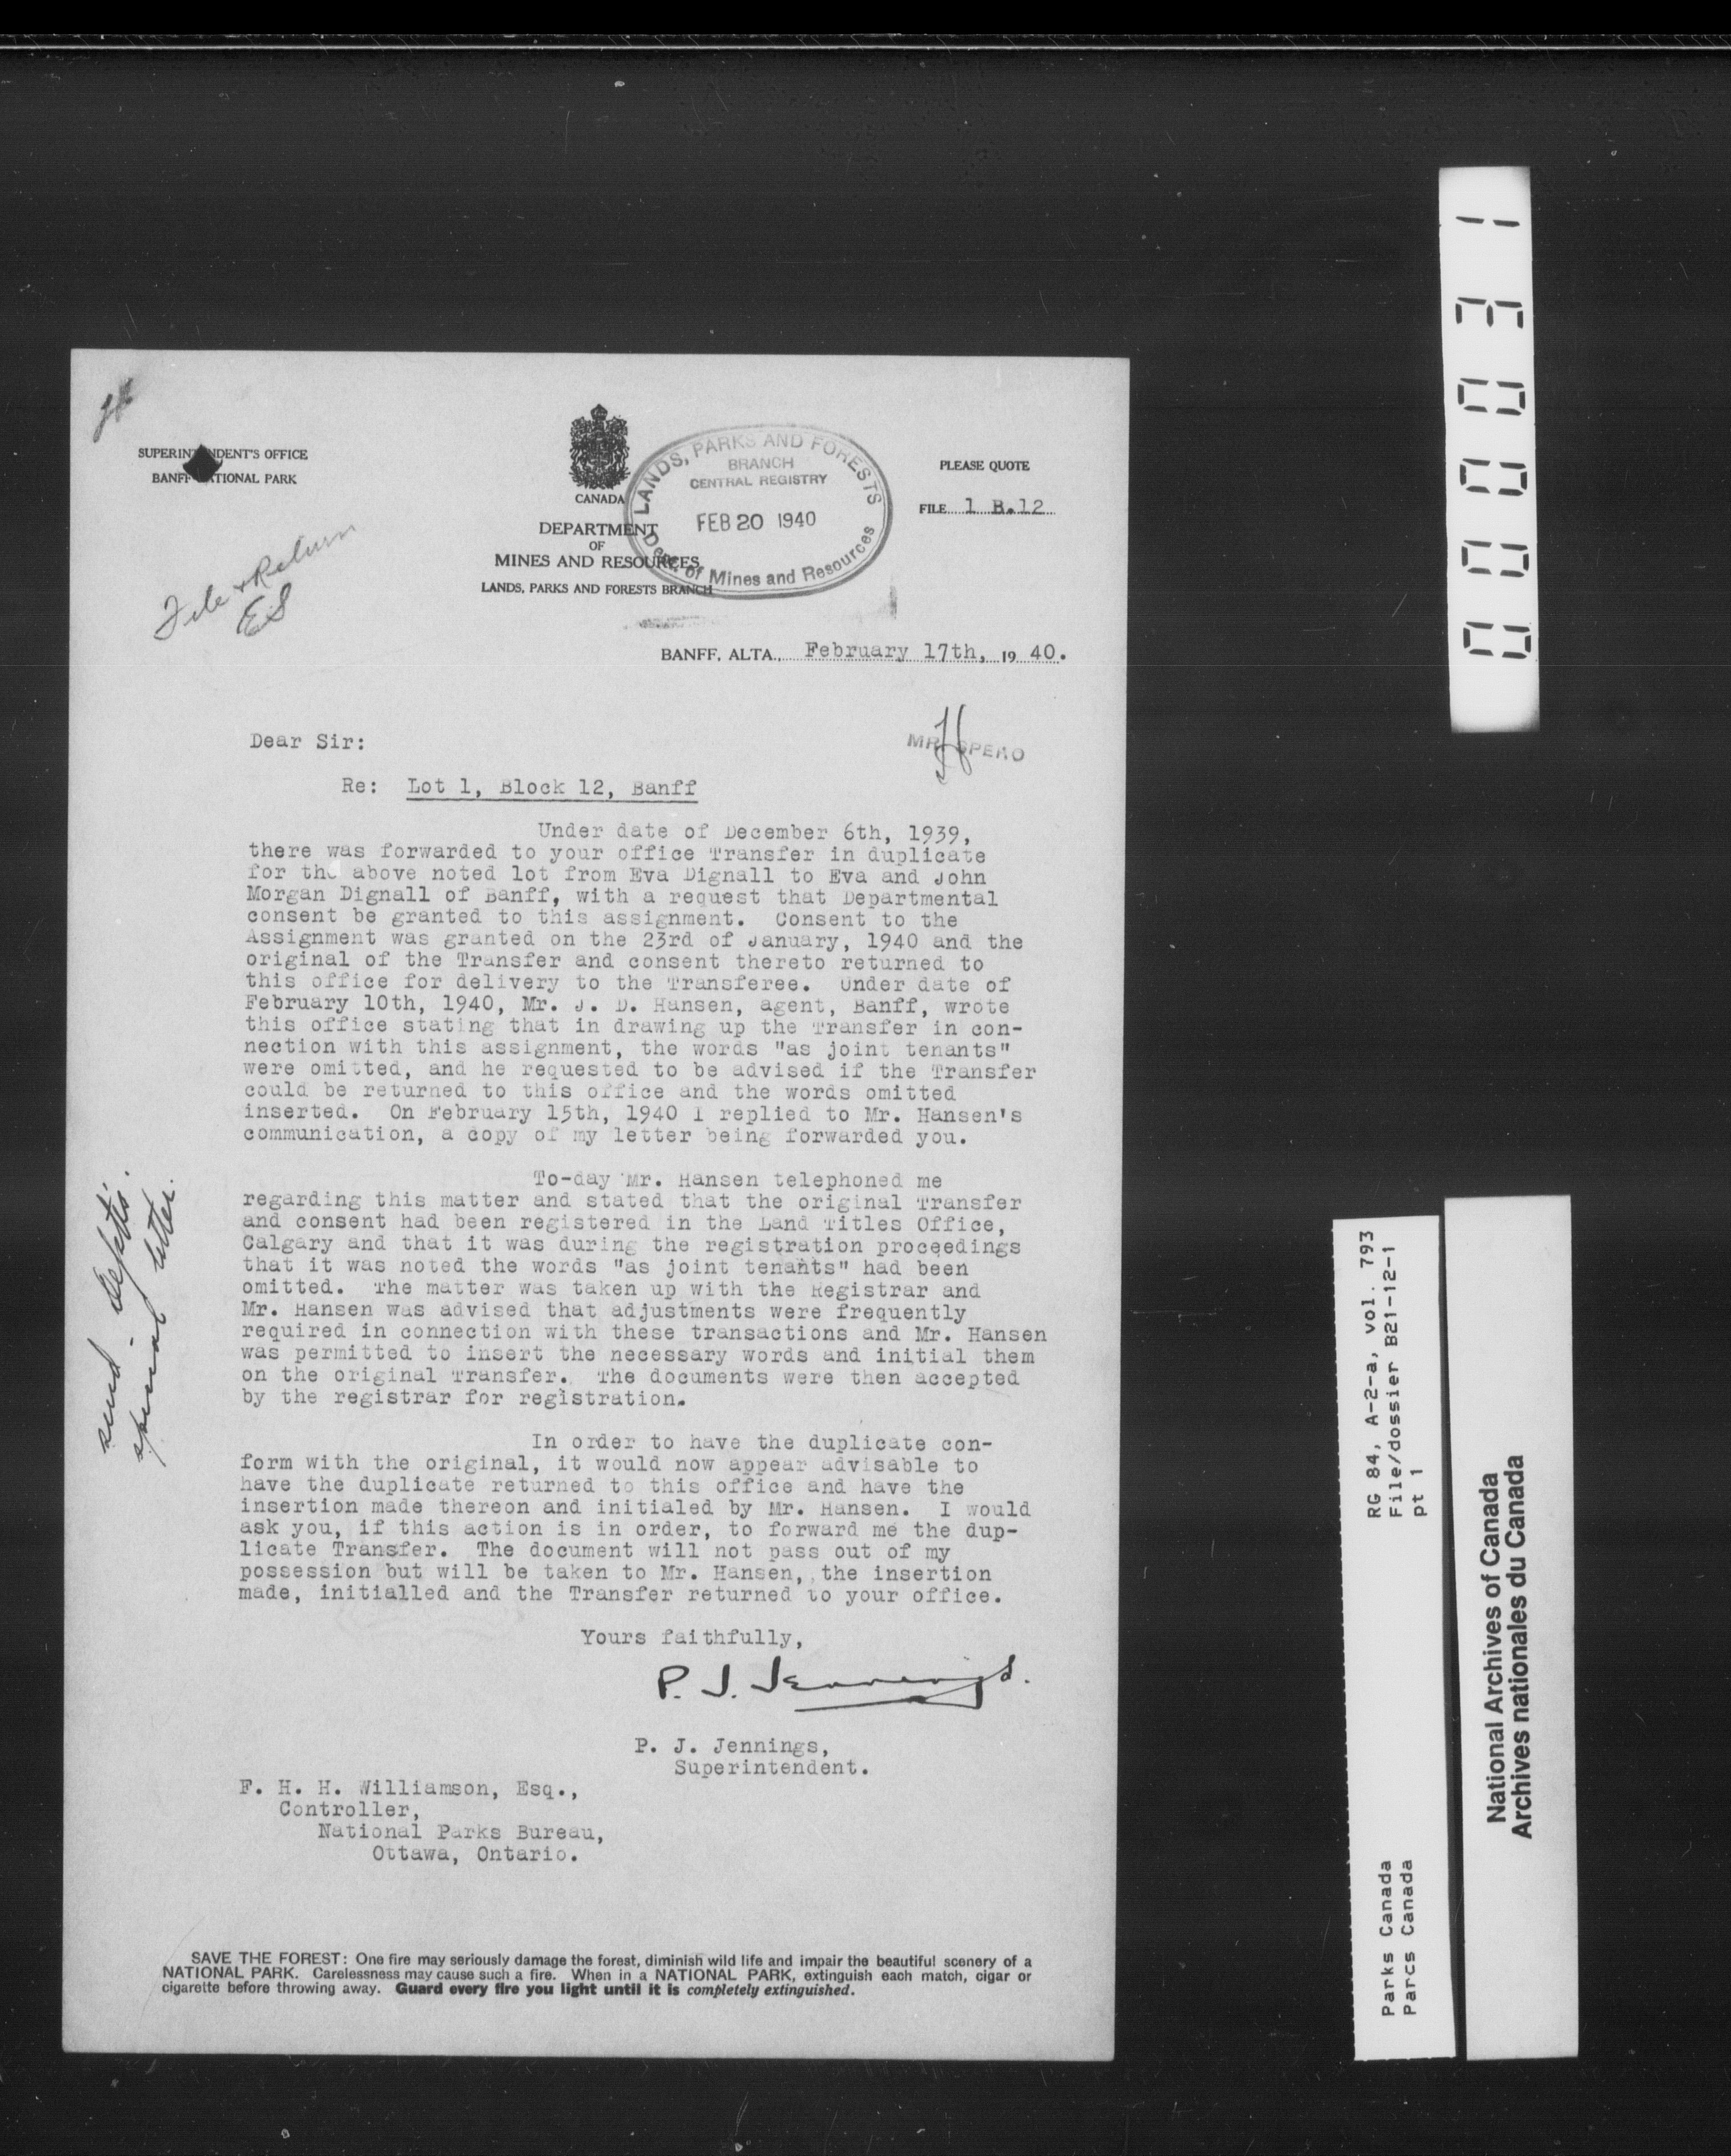 SUPERINTENDENT'S OFFICE
BANFF NATIONAL PARK
CANADA
DEPARTMENT
OF
MINES AND RESOURCES
LANDS, PARKS AND FORESTS BRANCH
LANDS, PARKS AND FORESTS
BRANCH
CENTRAL REGISTRY
FEB 20 1940
Dept. of Mines and Resources
PLEASE QUOTE
FILE 1 B.12
File & Return
ES
BANFF, ALTA., February 17th, 19 40.
MR SPERO
Dear Sir:
Re: Lot 1, Block 12, Banff
Under date of December 6th, 1939,
there was forwarded to your office Transfer in duplicate
for the above noted lot from Eva Dignall to Eva and John
Morgan Dignall of Banff, with a request that Departmental
consent be granted to this assignment. Consent to the
Assignment was granted on the 23rd of January, 1940 and the
original of the Transfer and consent thereto returned to
this office for delivery to the Transferee. Under date of
February 10th, 1940, Mr. J. D. Hansen, agent, Banff, wrote
this office stating that in drawing up the Transfer in con-
nection with this assignment, the words "as joint tenants"
were omitted, and he requested to be advised if the Transfer
could be returned to this office and the words omitted
inserted. On February 15th, 1940 I replied to Mr. Hansen's
communication, a copy of my letter being forwarded you.
To-day Mr. Hansen telephoned me
regarding this matter and stated that the original Transfer
and consent had been registered in the Land Titles Office,
Calgary and that it was during the registration proceedings
that it was noted the words "as joint tenants" had been
omitted. The matter was taken up with the Registrar and
Mr. Hansen was advised that adjustments were frequently
required in connection with these transactions and Mr. Hansen
was permitted to insert the necessary words and initial them
on the original Transfer. The documents were then accepted
by the registrar for registration.
In order to have the duplicate con-
form with the original, it would now appear advisable to
have the duplicate returned to this office and have the
insertion made thereon and initialed by Mr. Hansen. I would
ask you, if this action is in order, to forward me the dup-
licate Transfer. The document will not pass out of my
possession but will be taken to Mr. Hansen, the insertion
made, initialled and the Transfer returned to your office.
Yours faithfully,
P. J. Jennings.
P. J. Jennings,
Superintendent.
F. H. H. Williamson, Esq.,
Controller,
National Parks Bureau,
Ottawa, Ontario.
send
letter.
SAVE THE FOREST: One fire may seriously damage the forest, diminish wild life and impair the beautiful scenery of a
NATIONAL PARK. Carelessness may cause such a fire. When in a NATIONAL PARK, extinguish each match, cigar or
cigarette before throwing away. Guard every fire you light until it is completely extinguished.
000031
RG 84, A-2-a, vol. 793
File/dossier B21-12-1
pt 1
Parks Canada
Parcs Canada
National Archives of Canada
Archives nationales du Canada